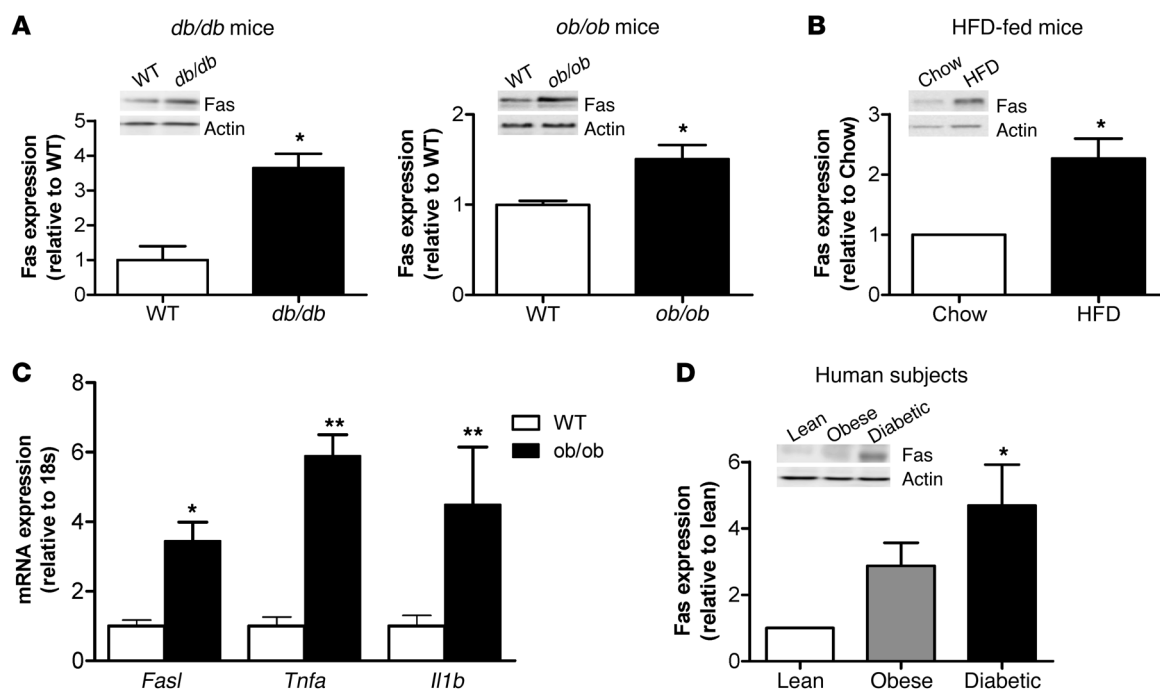 A
db/db mice
WT db/db
Fas
Actin
Fas expression
(relative to WT)
5
4
3
2
1
0
*
WT db/db
ob/ob mice
WT ob/ob
Fas
Actin
Fas expression
(relative to WT)
2
1
0
*
WT ob/ob
B
HFD-fed mice
Chow HFD
Fas
Actin
Fas expression
(relative to Chow)
3
2
1
0
*
Chow HFD
C
mRNA expression
(relative to 18s)
8
6
4
2
0
* ** **
WT
ob/ob
Fasl Tnfa Il1b
D
Human subjects
Lean Obese Diabetic
Fas
Actin
Fas expression
(relative to lean)
6
4
2
0
*
Lean Obese Diabetic